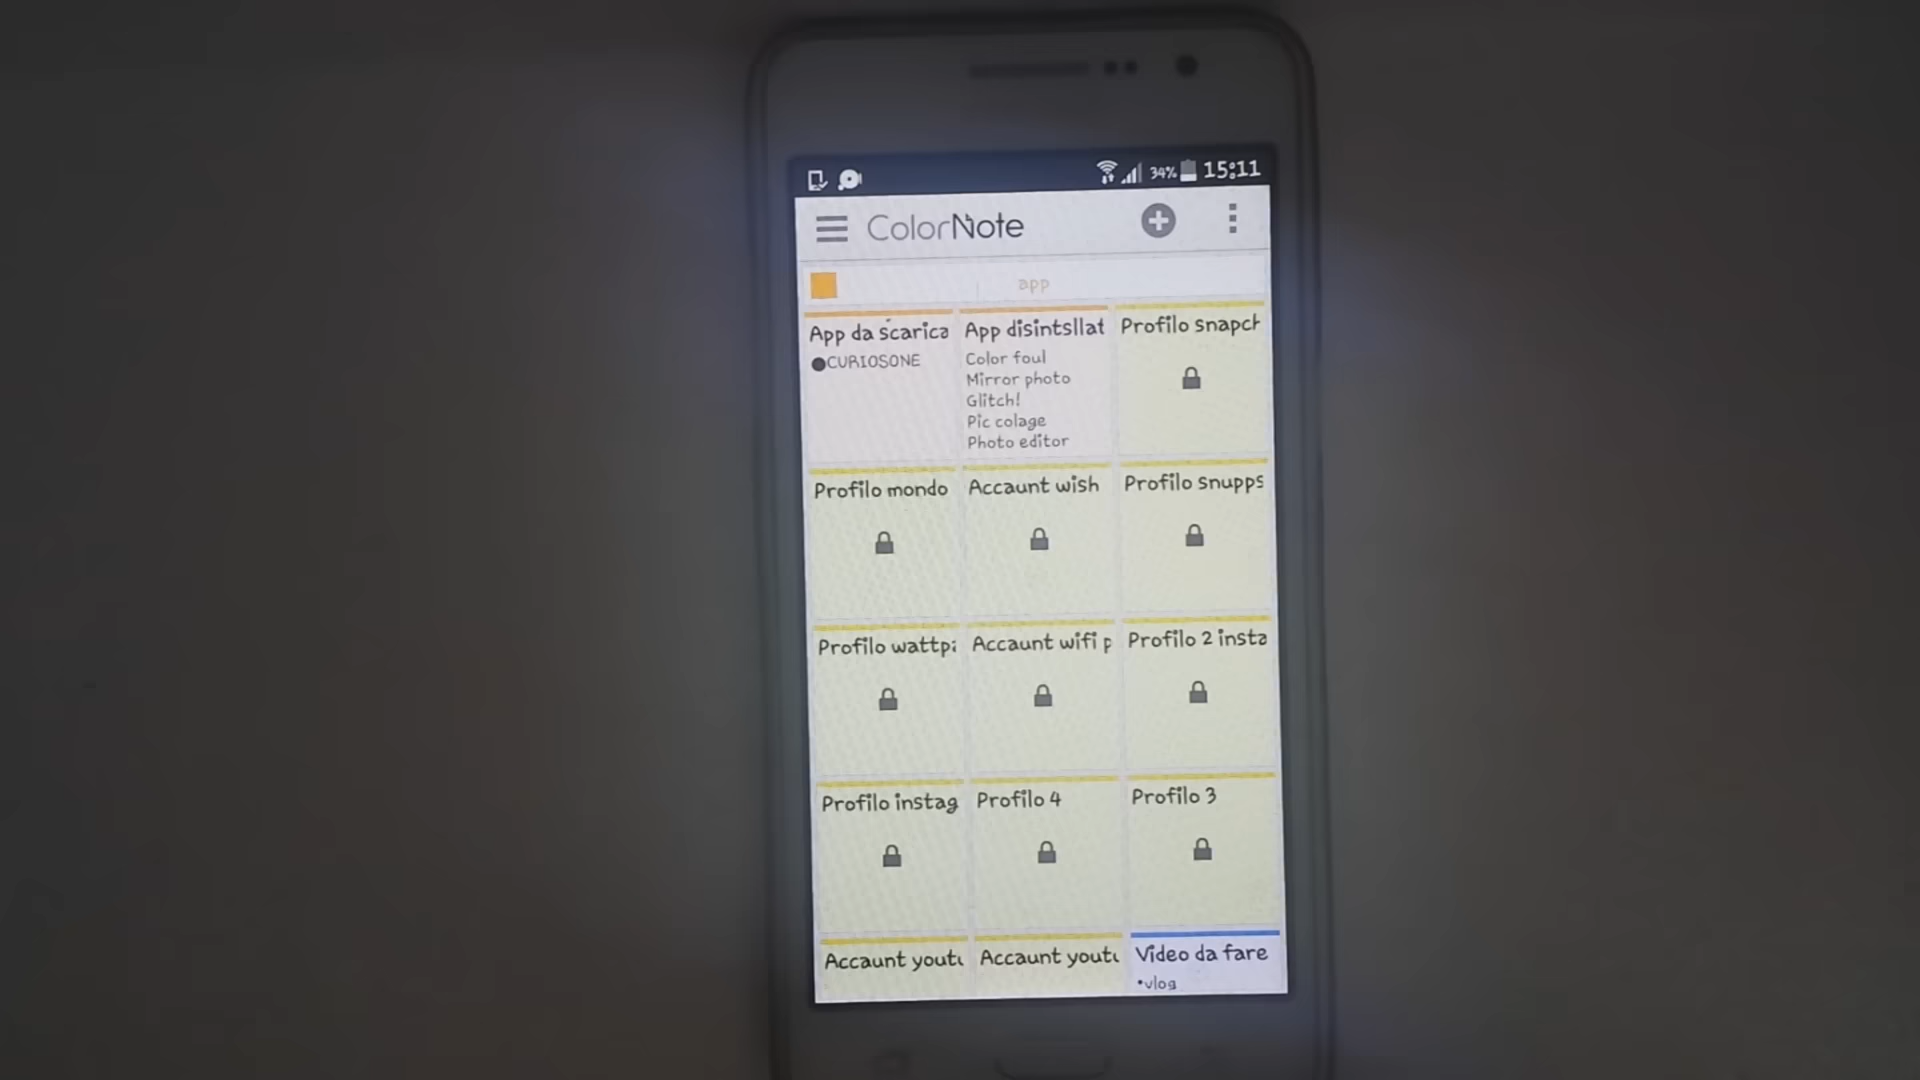 34% 15:11
ColorNote
app
App da scarica
CURIOSONE
App disintsllat
Color foul
Mirror photo
Glitch!
Pic colage
Photo editor
Profilo snapch
Profilo mondo
Accaunt wish
Profilo snupps
Profilo wattpa
Accaunt wifi p
Profilo 2 insta
Profilo instag
Profilo 4
Profilo 3
Accaunt youtu
Accaunt youtu
Video da fare
•vlog